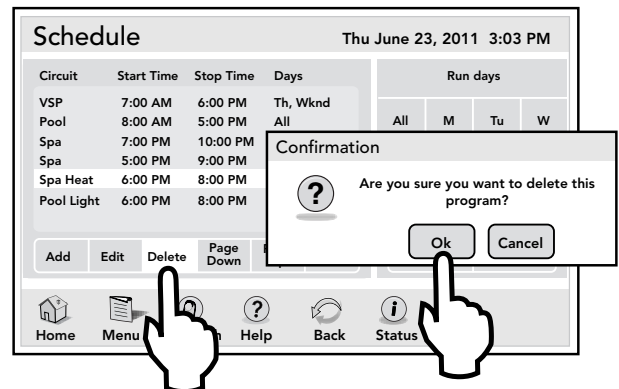 Schedule
Thu June 23, 2011 3:03 PM
Circuit Start Time Stop Time Days
Run days
VSP 7:00 AM 6:00 PM Th, Wknd
Pool 8:00 AM 5:00 PM All
All M Tu W
Spa 7:00 PM 10:00 PM
Spa 5:00 PM 9:00 PM
Spa Heat 6:00 PM 8:00 PM
Pool Light 6:00 PM 8:00 PM
Confirmation
?
Are you sure you want to delete this
program?
Ok Cancel
Add Edit Delete Page
Down
? i
Home Menu Help Back Status